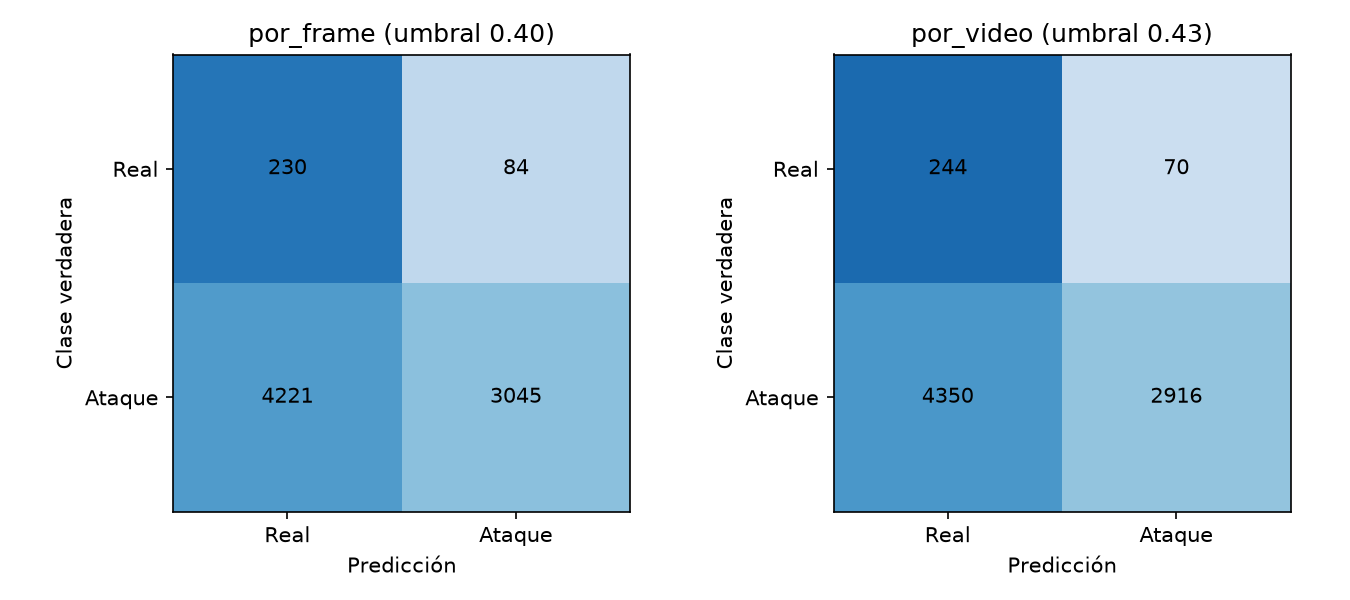 por_frame (umbral 0.40)
Clase verdadera
Real
230
84
Ataque
4221
3045
Real
Ataque
Predicción
por_video (umbral 0.43)
Clase verdadera
Real
244
70
Ataque
4350
2916
Real
Ataque
Predicción